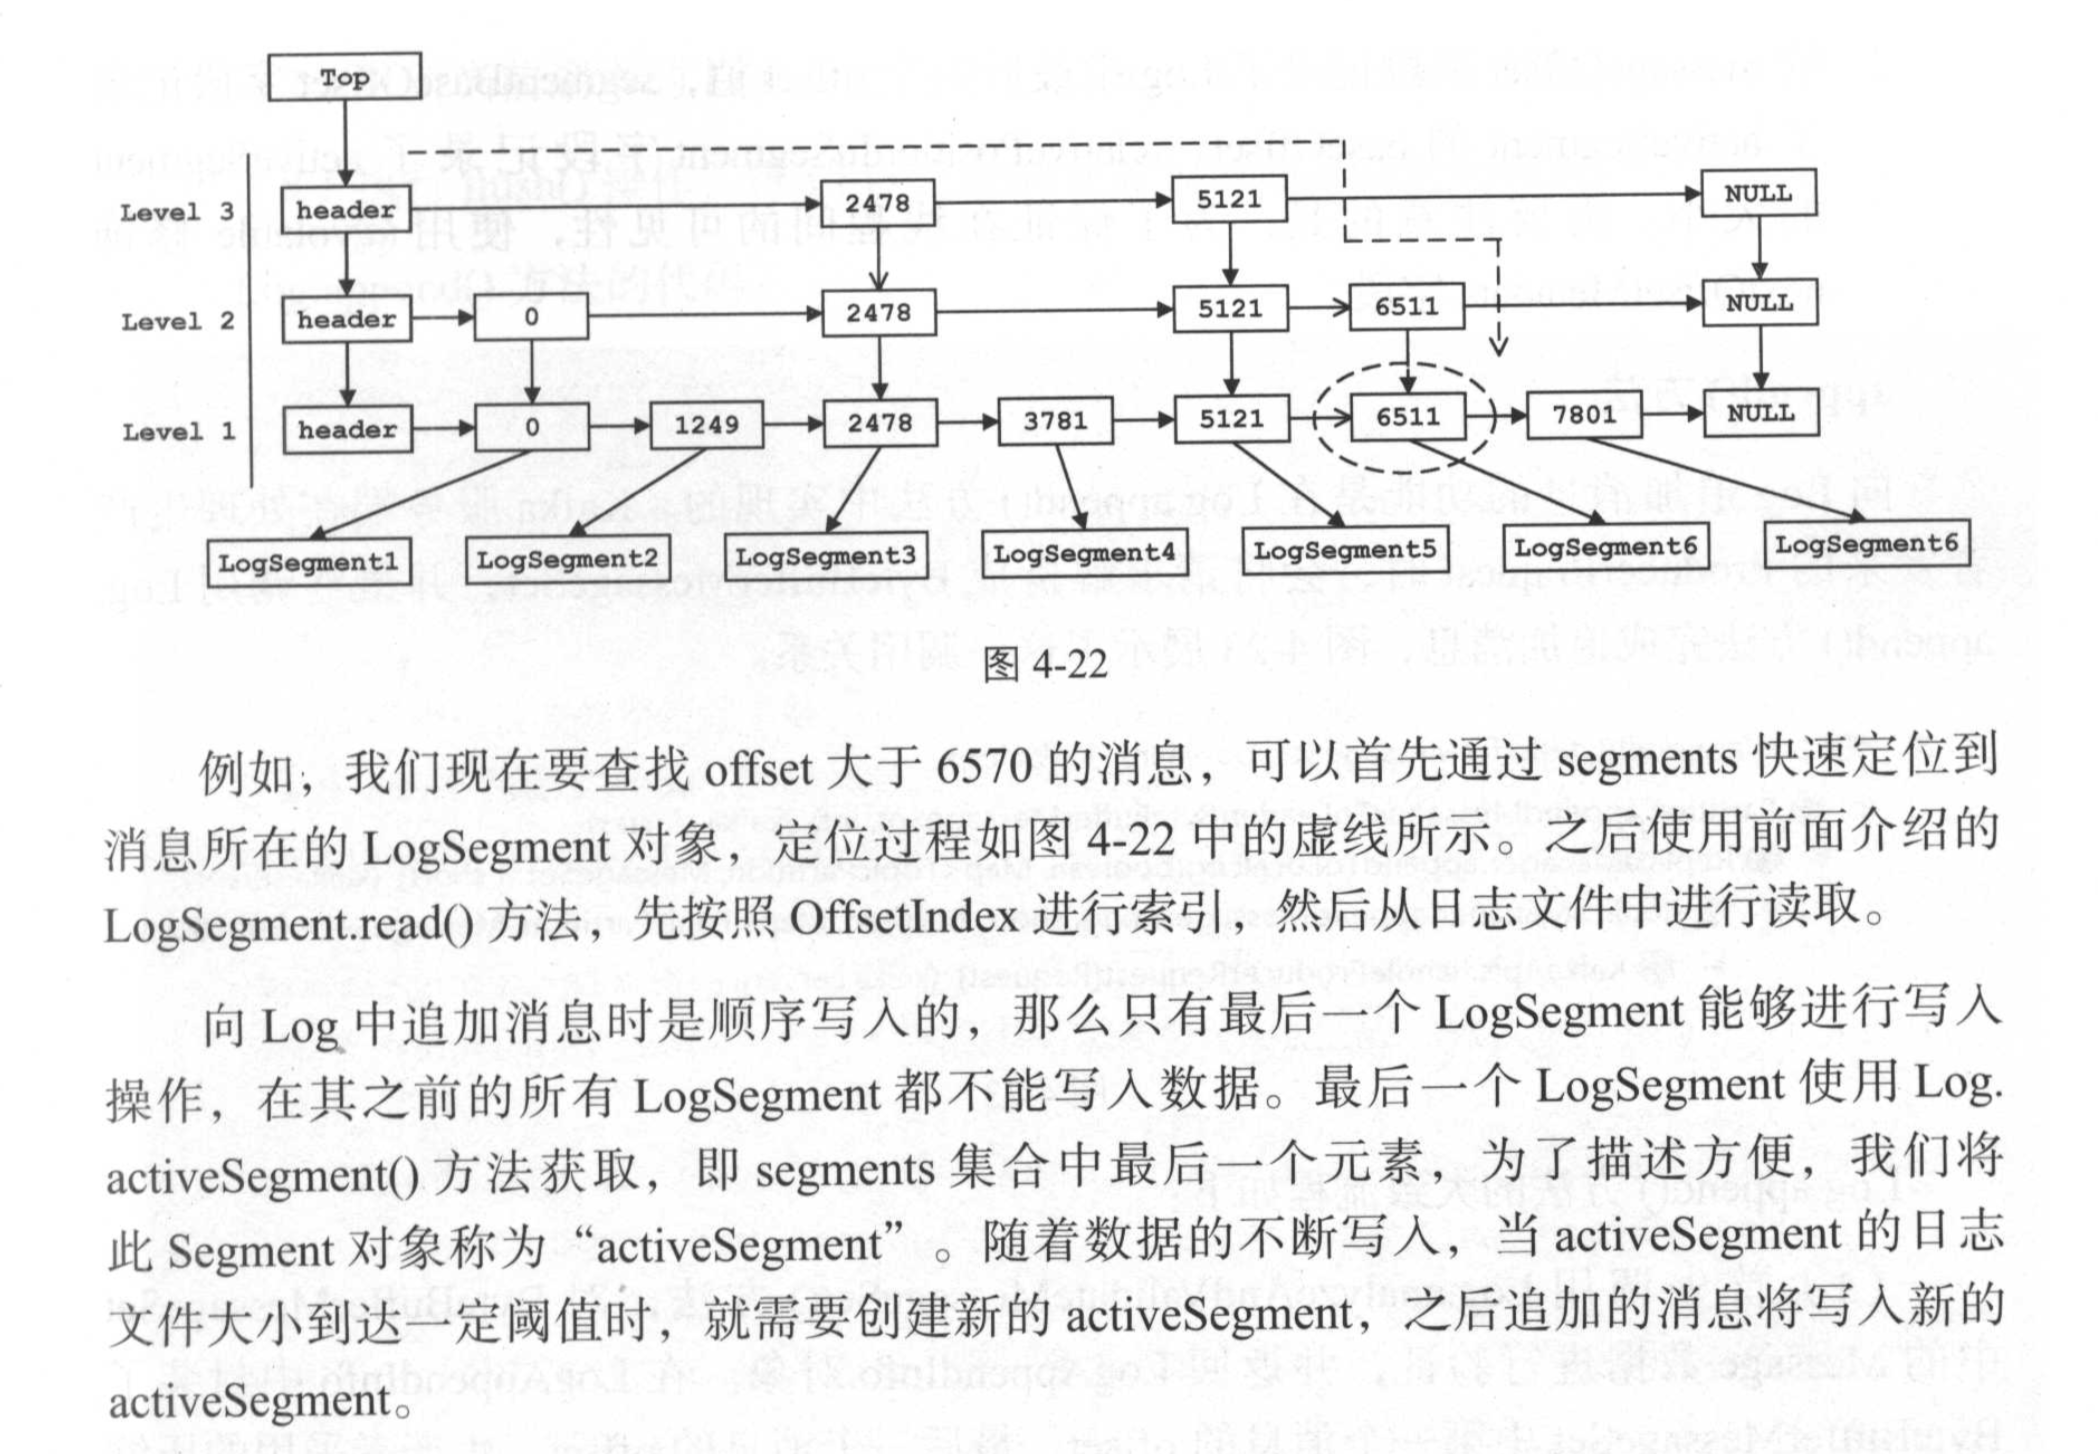 Top
Level 3 header 2478 5121 NULL
Level 2 header 0 2478 5121 6511 NULL
Level 1 header 0 1249 2478 3781 5121 6511 7801 NULL
LogSegment1 LogSegment2 LogSegment3 LogSegment4 LogSegment5 LogSegment6 LogSegment6
图 4-22
例如，我们现在要查找 offset 大于 6570 的消息，可以首先通过 segments 快速定位到
消息所在的 LogSegment 对象，定位过程如图 4-22 中的虚线所示。之后使用前面介绍的
LogSegment.read() 方法，先按照 OffsetIndex 进行索引，然后从日志文件中进行读取。
向 Log 中追加消息时是顺序写入的，那么只有最后一个 LogSegment 能够进行写入
操作，在其之前的所有 LogSegment 都不能写入数据。最后一个 LogSegment 使用 Log.
activeSegment() 方法获取，即 segments 集合中最后一个元素，为了描述方便，我们将
此 Segment 对象称为“activeSegment”。随着数据的不断写入，当 activeSegment 的日志
文件大小到达一定阈值时，就需要创建新的 activeSegment，之后追加的消息将写入新的
activeSegment。